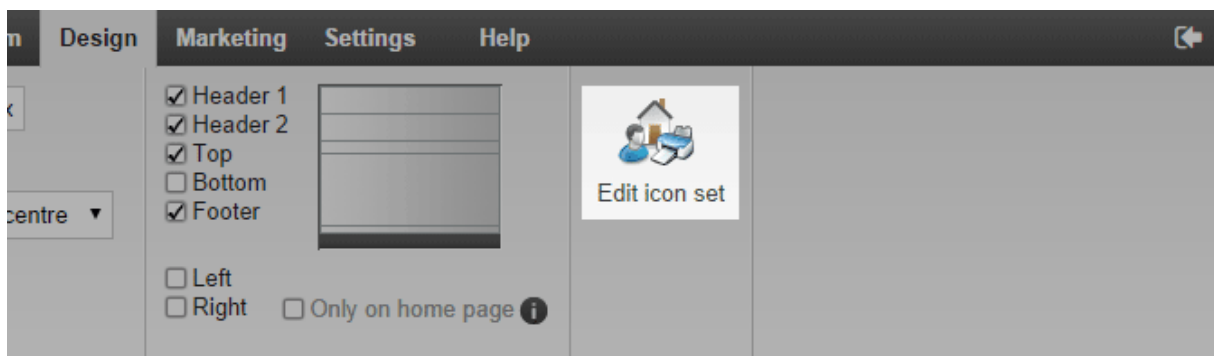 m Design Marketing Settings Help
Header 1
Header 2
Top
Bottom
Footer
centre
Edit icon set
Left
Right Only on home page